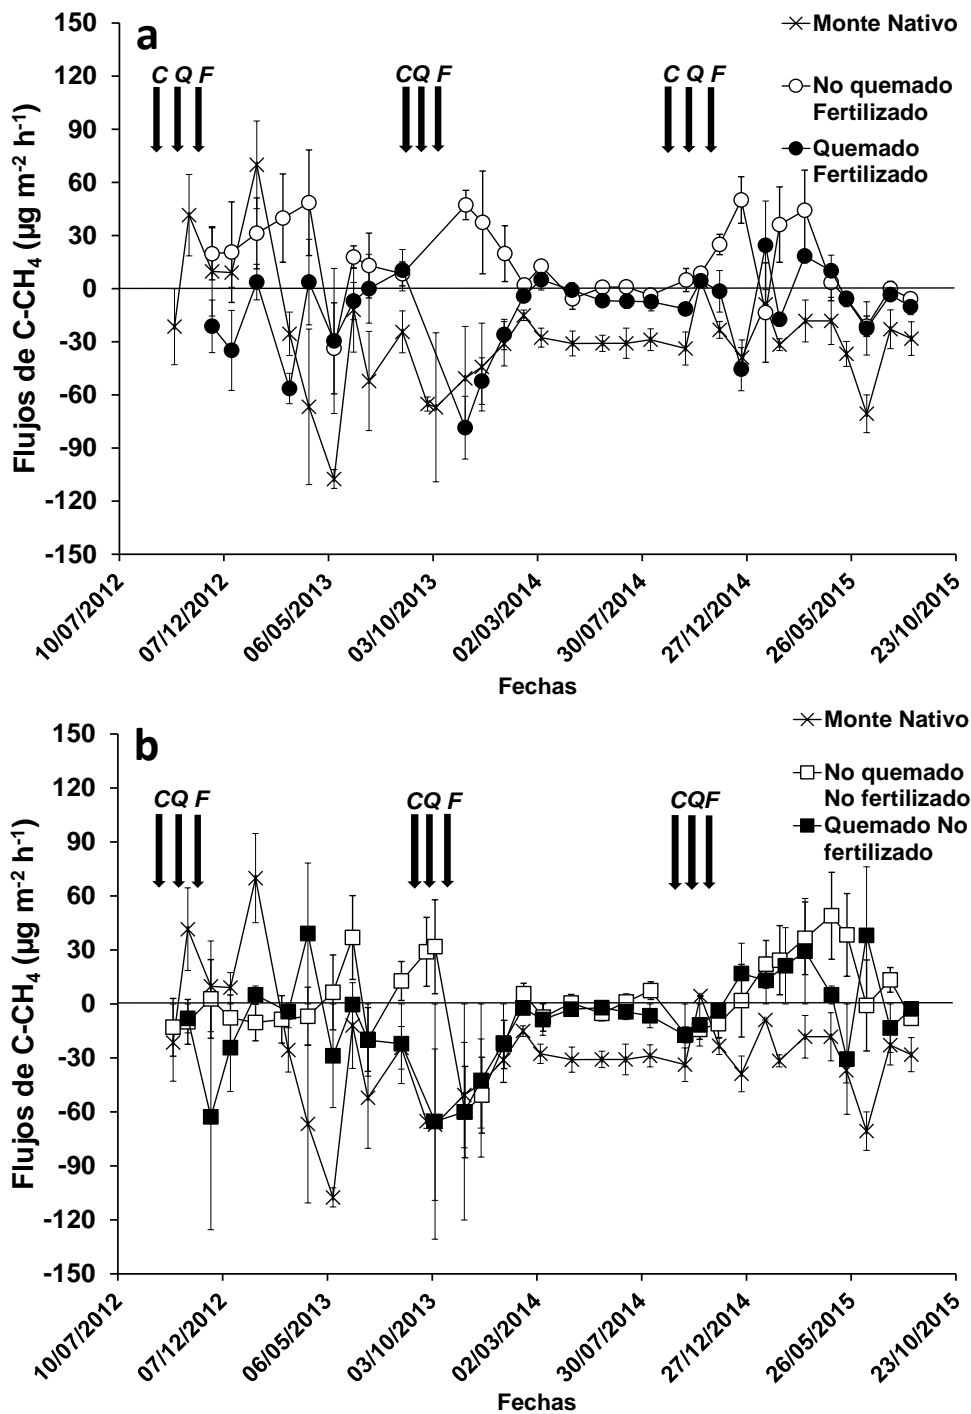 a
Flujos de C-CH4 (µg m-2 h-1)
150
120
90
60
30
0
-30
-60
-90
-120
-150
C Q F
CQ F
C Q F
Monte Nativo
No quemado
Fertilizado
Quemado
Fertilizado
10/07/2012
07/12/2012
06/05/2013
03/10/2013
02/03/2014
30/07/2014
27/12/2014
26/05/2015
23/10/2015
Fechas
b
Flujos de C-CH4 (µg m-2 h-1)
150
120
90
60
30
0
-30
-60
-90
-120
-150
CQ F
CQ F
CQF
Monte Nativo
No quemado
No fertilizado
Quemado No
fertilizado
10/07/2012
07/12/2012
06/05/2013
03/10/2013
02/03/2014
30/07/2014
27/12/2014
26/05/2015
23/10/2015
Fechas